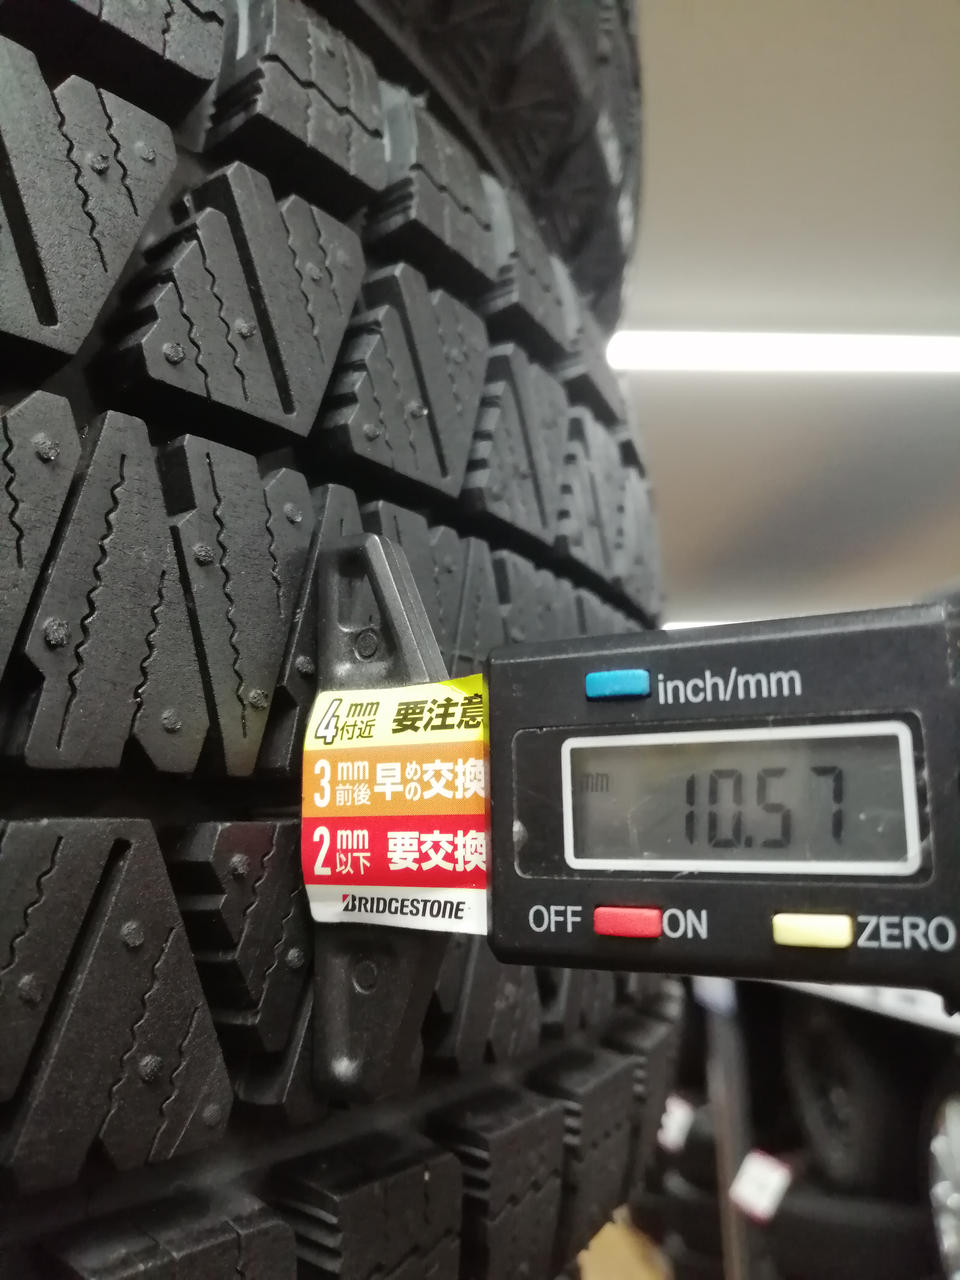 4 mm付近 要注意
3 mm前後 早めの交換
2 mm以下 要交換
BRIDGESTONE
inch/mm
mm 10.57
OFF ON ZERO